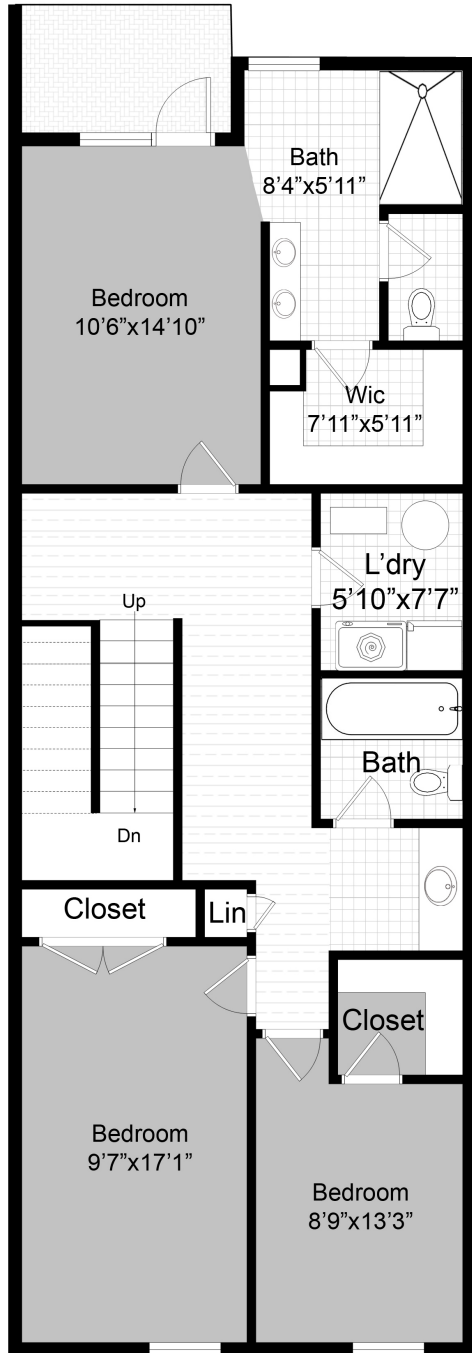 Bath
8’4”x5’11”
Bedroom
10’6”x14’10”
Wic
7’11”x5’11”
L’dry
5’10”x7’7”
Up
Bath
Dn
Closet
Lin
Closet
Bedroom
9’7”x17’1”
Bedroom
8’9”x13’3”